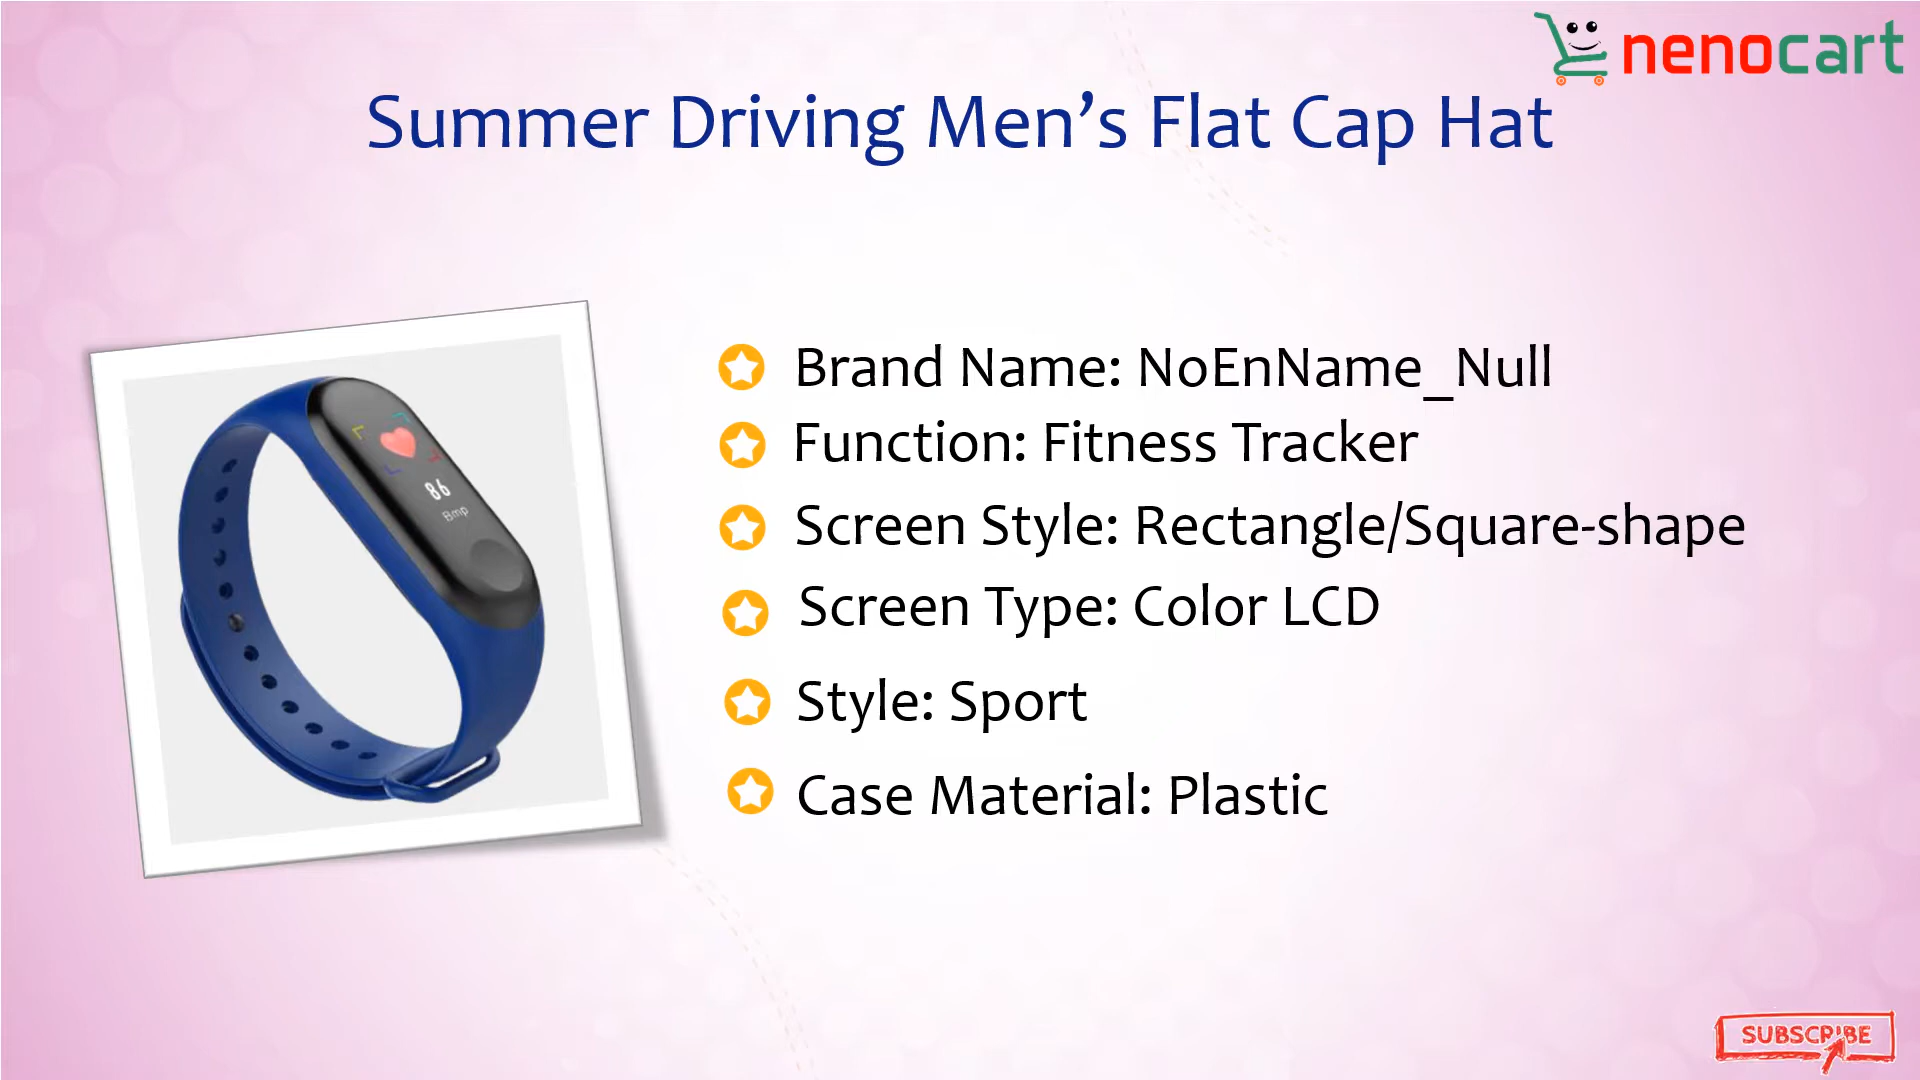 nenocart
Summer Driving Men’s Flat Cap Hat
86
Bmp
Brand Name: NoEnName_Null
Function: Fitness Tracker
Screen Style: Rectangle/Square-shape
Screen Type: Color LCD
Style: Sport
Case Material: Plastic
SUBSCRIBE